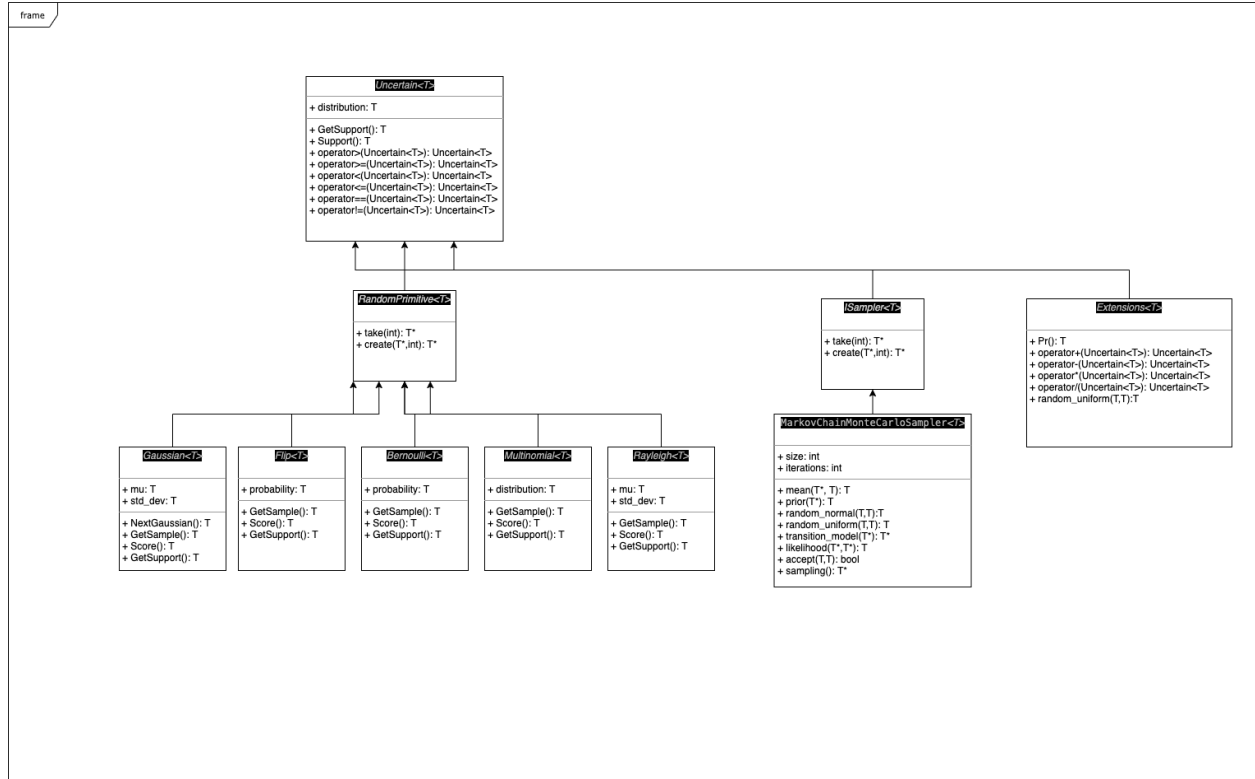 frame
Uncertain<T>
+ distribution: T
+ GetSupport(): T
+ Support(): T
+ operator>(Uncertain<T>): Uncertain<T>
+ operator>=(Uncertain<T>): Uncertain<T>
+ operator<(Uncertain<T>): Uncertain<T>
+ operator<=(Uncertain<T>): Uncertain<T>
+ operator==(Uncertain<T>): Uncertain<T>
+ operator!=(Uncertain<T>): Uncertain<T>
RandomPrimitive<T>
+ take(int): T*
+ create(T*,int): T*
ISampler<T>
+ take(int): T*
+ create(T*,int): T*
Extensions<T>
+ Pr(): T
+ operator+(Uncertain<T>): Uncertain<T>
+ operator-(Uncertain<T>): Uncertain<T>
+ operator*(Uncertain<T>): Uncertain<T>
+ operator/(Uncertain<T>): Uncertain<T>
+ random_uniform(T,T):T
Gaussian<T>
+ mu: T
+ std_dev: T
+ NextGaussian(): T
+ GetSample(): T
+ Score(): T
+ GetSupport(): T
Flip<T>
+ probability: T
+ GetSample(): T
+ Score(): T
+ GetSupport(): T
Bernoulli<T>
+ probability: T
+ GetSample(): T
+ Score(): T
+ GetSupport(): T
Multinomial<T>
+ distribution: T
+ GetSample(): T
+ Score(): T
+ GetSupport(): T
Rayleigh<T>
+ mu: T
+ std_dev: T
+ GetSample(): T
+ Score(): T
+ GetSupport(): T
MarkovChainMonteCarloSampler<T>
+ size: int
+ iterations: int
+ mean(T*, T): T
+ prior(T*): T
+ random_normal(T,T):T
+ random_uniform(T,T): T
+ transition_model(T*): T*
+ likelihood(T*,T*): T
+ accept(T,T): bool
+ sampling(): T*